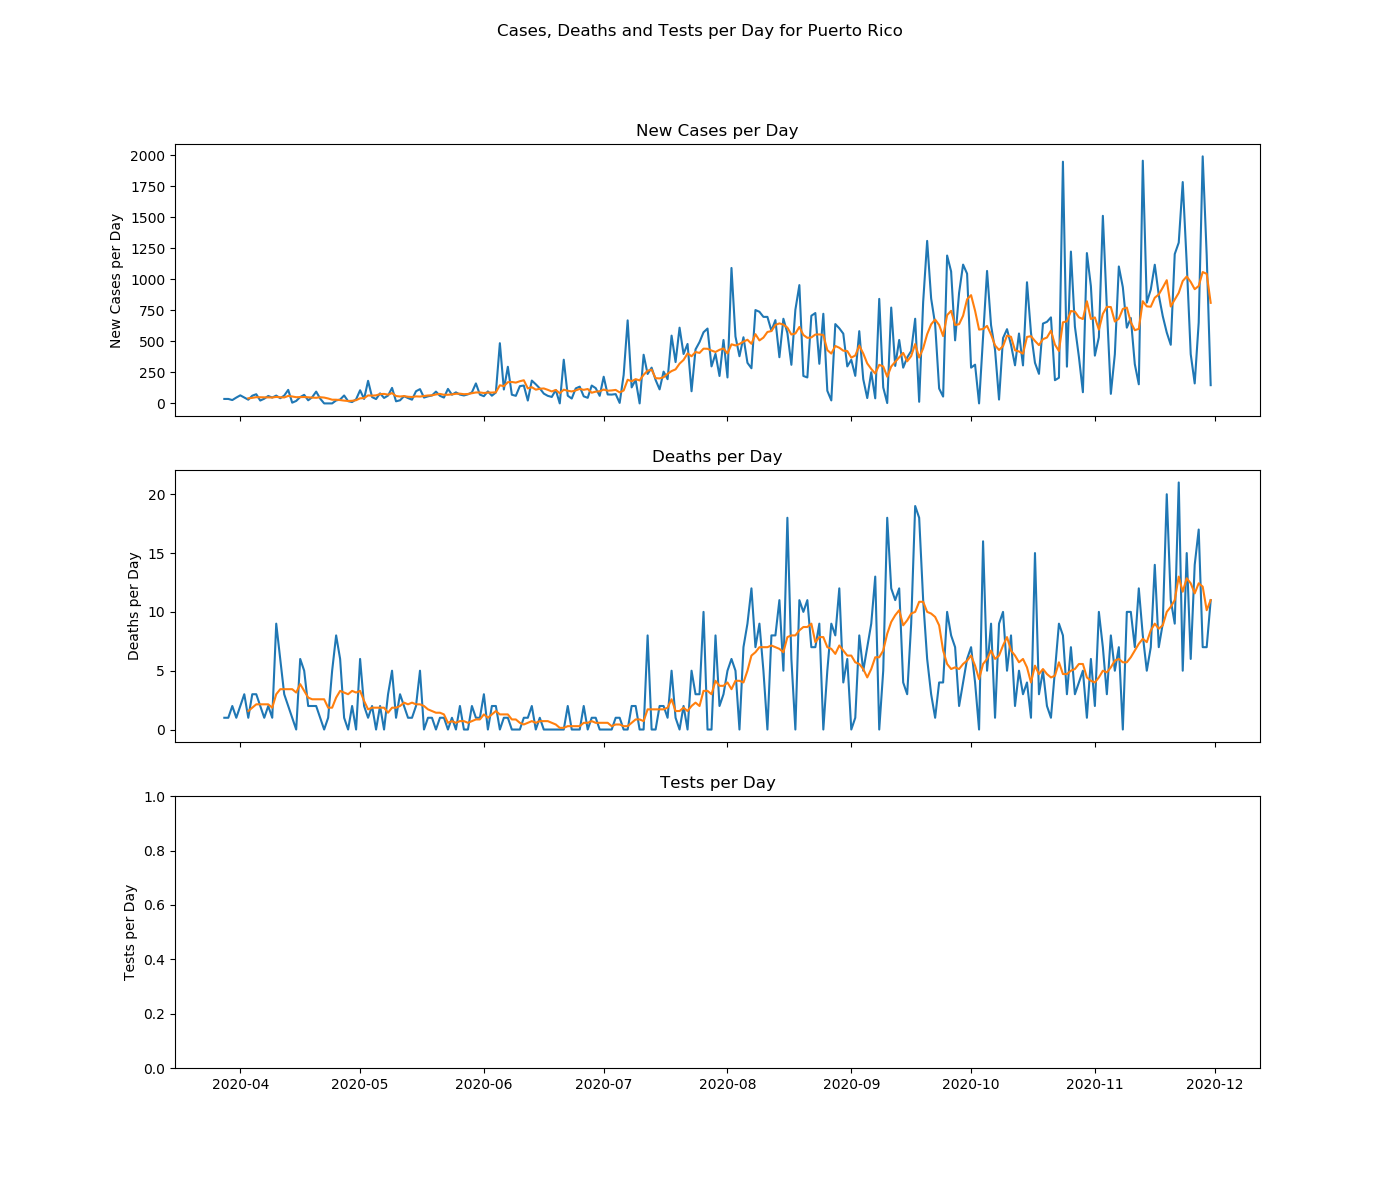 Cases, Deaths and Tests per Day for Puerto Rico
New Cases per Day
New Cases per Day
2000
1750
1500
1250
1000
750
500
250
0
Deaths per Day
Deaths per Day
20
15
10
5
0
Tests per Day
Tests per Day
1.0
0.8
0.6
0.4
0.2
0.0
2020-04 2020-05 2020-06 2020-07 2020-08 2020-09 2020-10 2020-11 2020-12